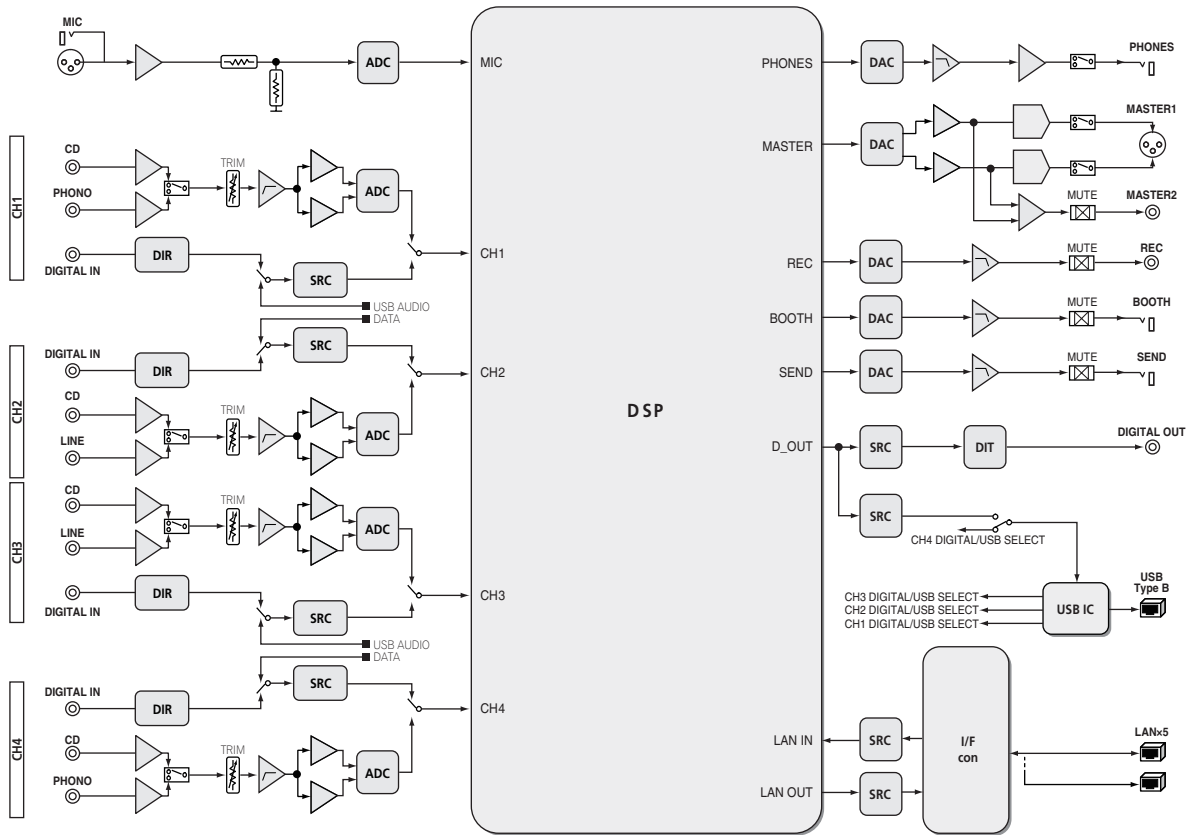 MIC
ADC
MIC
CH1
CD
PHONO
DIGITAL IN
TRIM
ADC
DIR
SRC
CH1
USB AUDIO
DATA
CH2
DIGITAL IN
DIR
SRC
CH2
CD
LINE
TRIM
ADC
CH3
CD
LINE
TRIM
ADC
DIR
DIGITAL IN
SRC
CH3
USB AUDIO
DATA
CH4
DIGITAL IN
DIR
SRC
CH4
CD
PHONO
TRIM
ADC
DSP
PHONES
DAC
PHONES
MASTER
DAC
MASTER1
MUTE
MASTER2
REC
DAC
MUTE
REC
BOOTH
DAC
MUTE
BOOTH
SEND
DAC
MUTE
SEND
D_OUT
SRC
DIT
DIGITAL OUT
SRC
CH4 DIGITAL/USB SELECT
CH3 DIGITAL/USB SELECT
CH2 DIGITAL/USB SELECT
CH1 DIGITAL/USB SELECT
USB IC
USB
Type B
LAN IN
SRC
I/F
con
LAN×5
LAN OUT
SRC